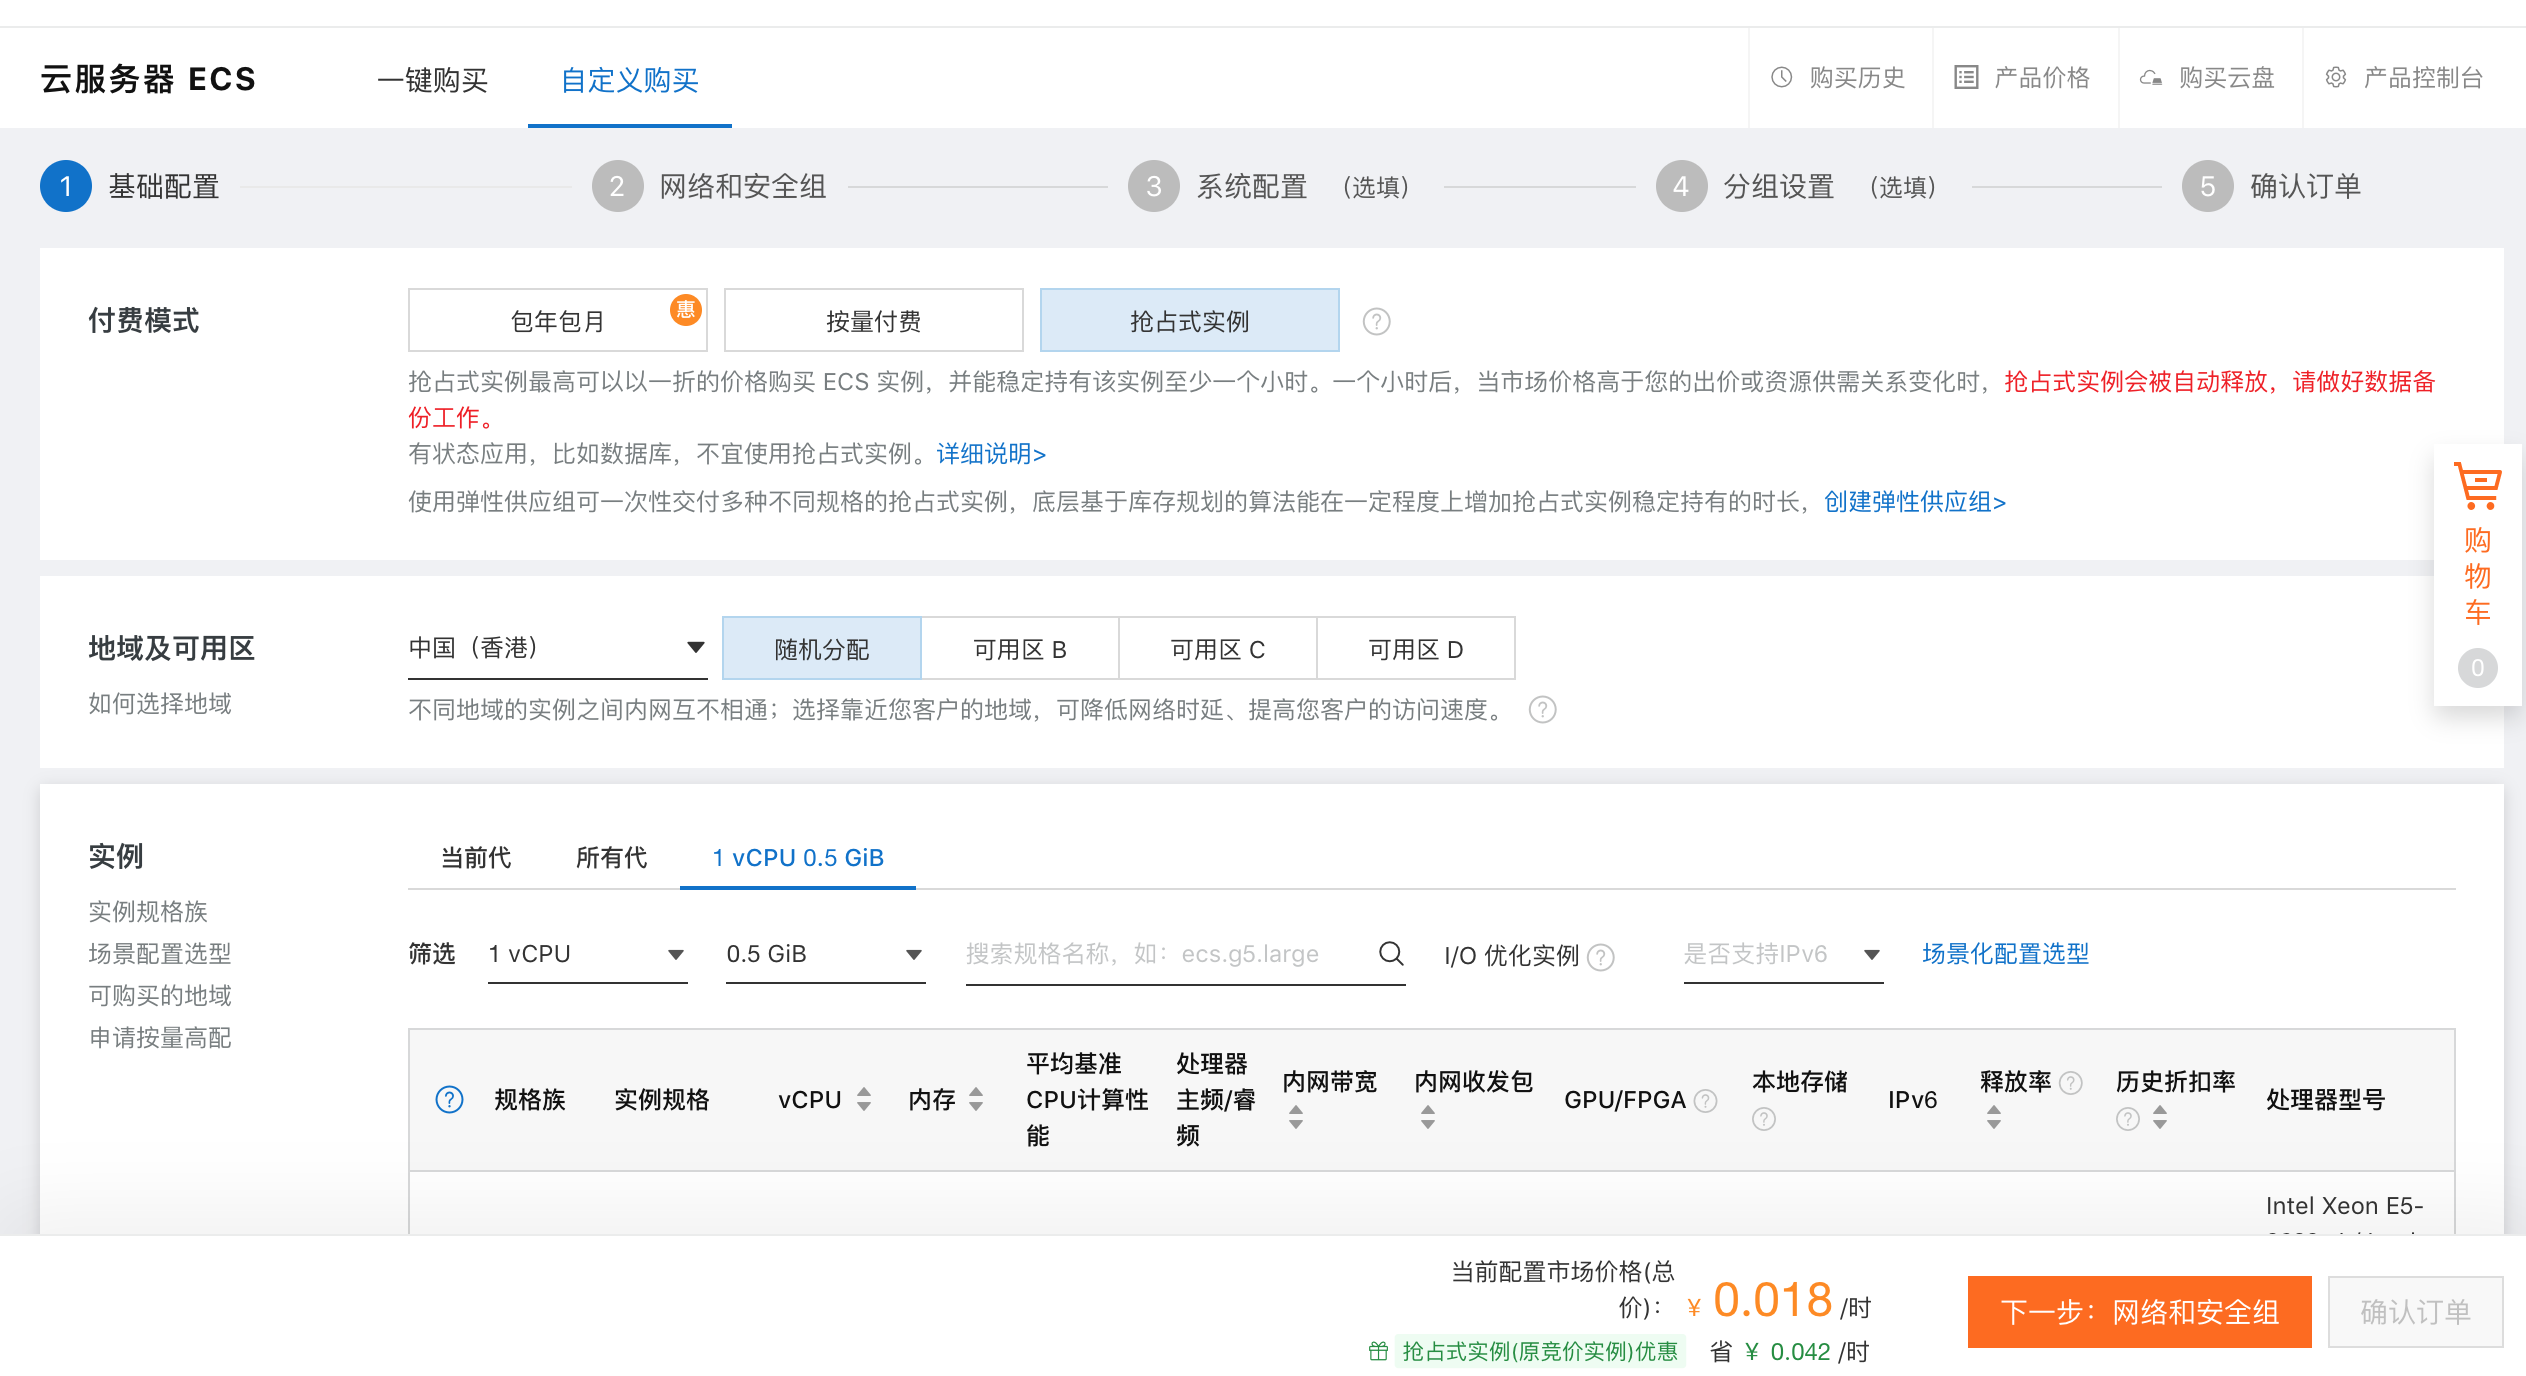 云服务器 ECS
一键购买
自定义购买
购买历史
产品价格
购买云盘
产品控制台
1 基础配置
2 网络和安全组
3 系统配置 (选填)
4 分组设置 (选填)
5 确认订单
付费模式
包年包月
惠
按量付费
抢占式实例
?
抢占式实例最高可以以一折的价格购买 ECS 实例，并能稳定持有该实例至少一个小时。一个小时后，当市场价格高于您的出价或资源供需关系变化时，抢占式实例会被自动释放，请做好数据备
份工作。
有状态应用，比如数据库，不宜使用抢占式实例。详细说明>
使用弹性供应组可一次性交付多种不同规格的抢占式实例，底层基于库存规划的算法能在一定程度上增加抢占式实例稳定持有的时长，创建弹性供应组>
购
物
车
0
地域及可用区
如何选择地域
中国（香港）
随机分配
可用区 B
可用区 C
可用区 D
不同地域的实例之间内网互不相通；选择靠近您客户的地域，可降低网络时延、提高您客户的访问速度。 ?
实例
实例规格族
场景配置选型
可购买的地域
申请按量高配
当前代
所有代
1 vCPU 0.5 GiB
筛选
1 vCPU
0.5 GiB
搜索规格名称，如：ecs.g5.large
I/O 优化实例 ?
是否支持IPv6
场景化配置选型
?
规格族
实例规格
vCPU
内存
平均基准
CPU计算性
能
处理器
主频/睿
频
内网带宽
内网收发包
GPU/FPGA ?
本地存储
?
IPv6
释放率 ?
历史折扣率
?
处理器型号
Intel Xeon E5-
当前配置市场价格(总
价)： ¥ 0.018 /时
抢占式实例(原竞价实例)优惠 省 ¥ 0.042 /时
下一步：网络和安全组
确认订单